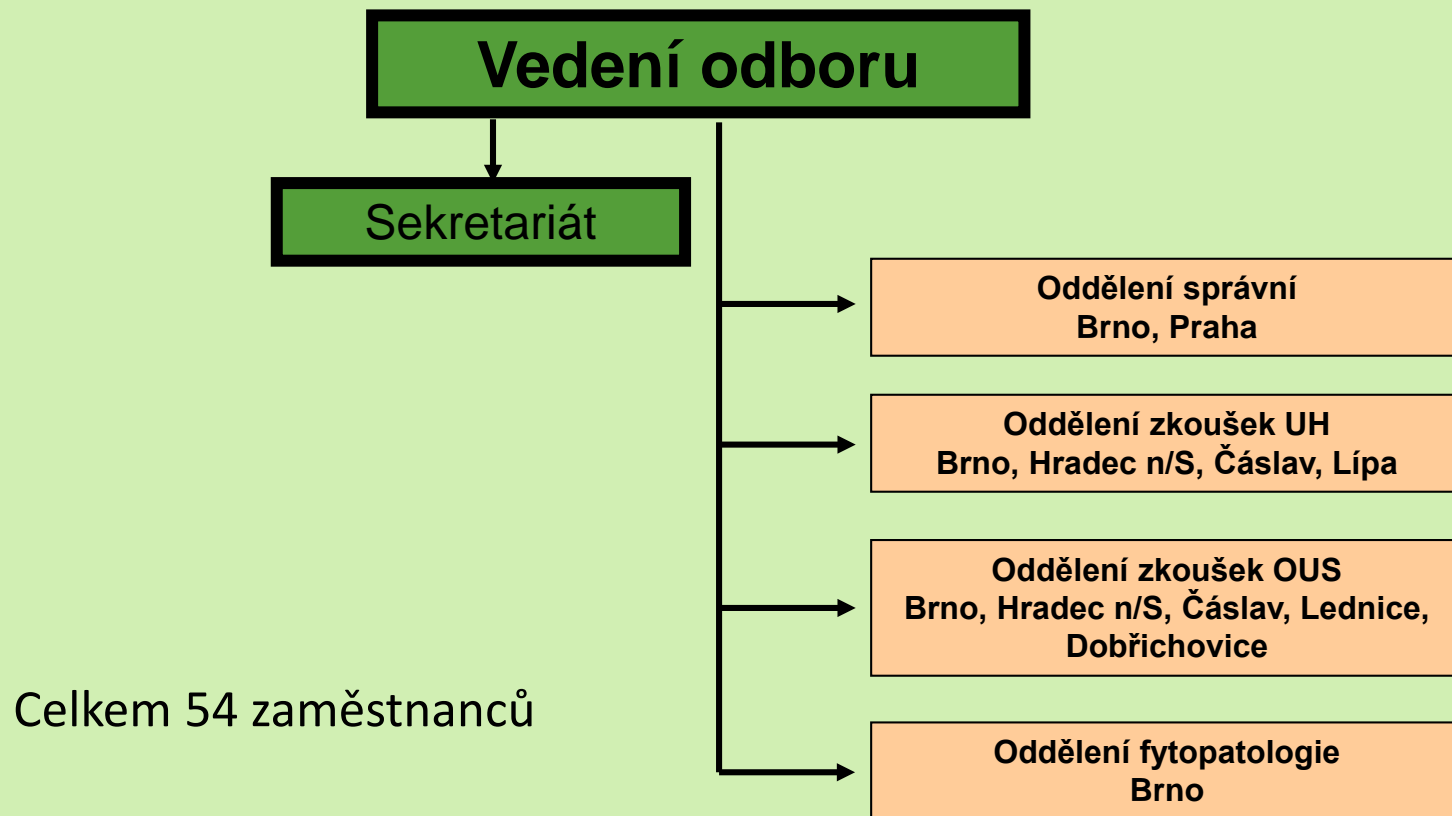 Vedení odboru
Sekretariát
Oddělení správní
Brno, Praha
Oddělení zkoušek UH
Brno, Hradec n/S, Čáslav, Lípa
Oddělení zkoušek OUS
Brno, Hradec n/S, Čáslav, Lednice,
Dobřichovice
Celkem 54 zaměstnanců
Oddělení fytopatologie
Brno